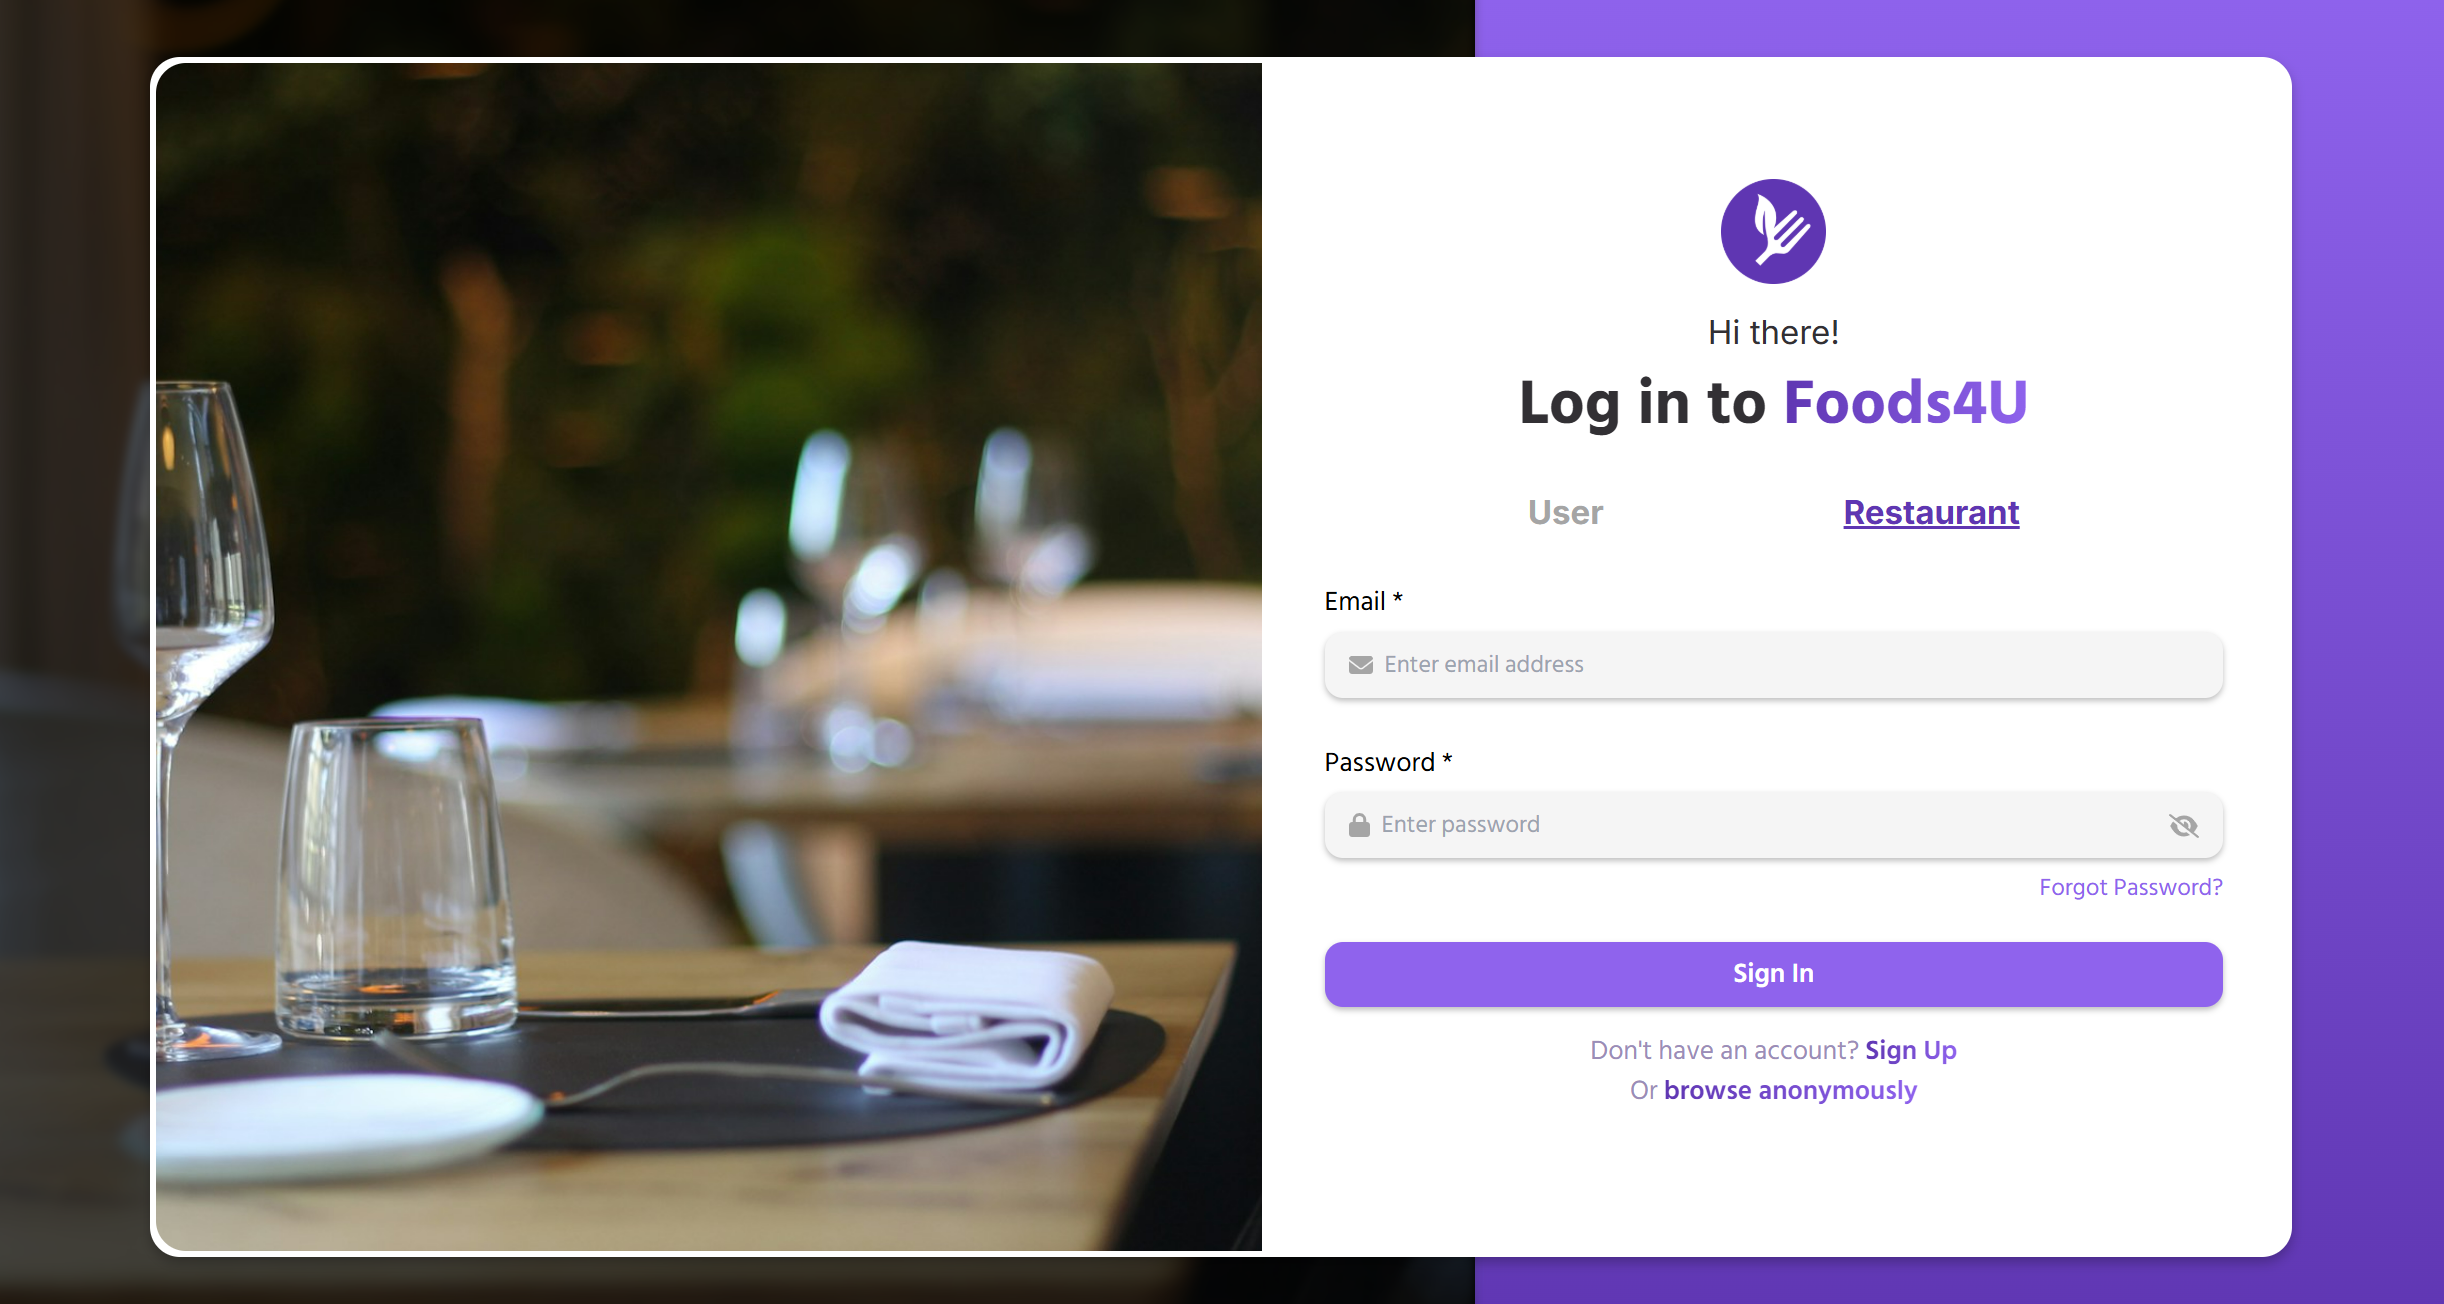 Hi there!
Log in to Foods4U
User Restaurant
Email *
Enter email address
Password *
Enter password
Forgot Password?
Sign In
Don't have an account? Sign Up
Or browse anonymously